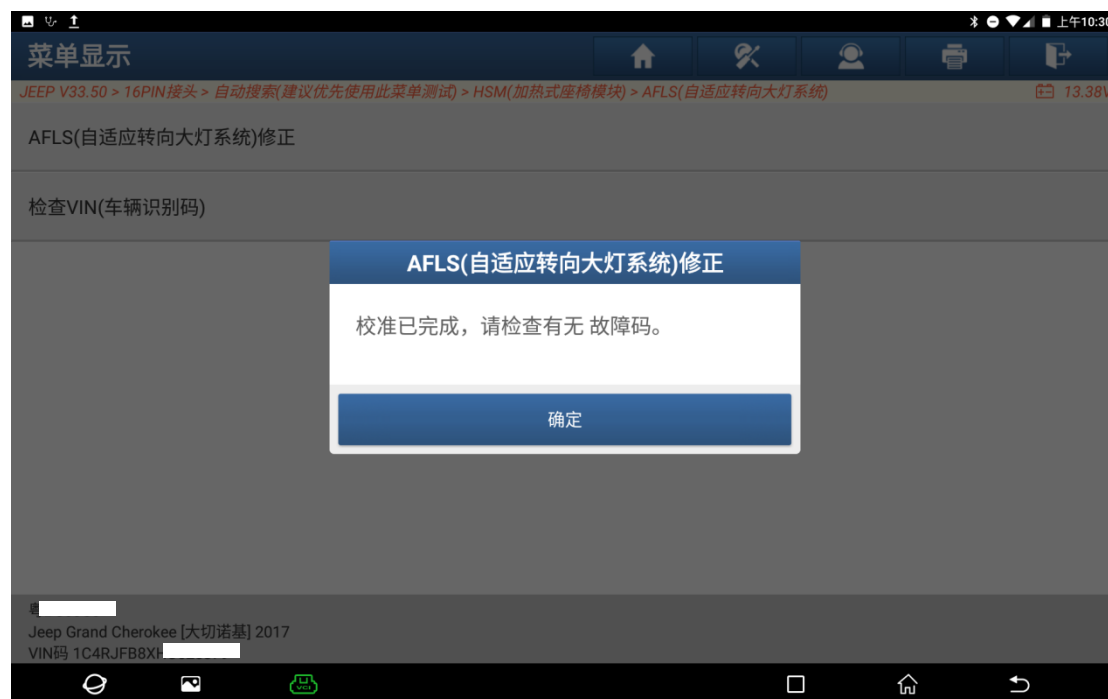 上午10:30
菜单显示
JEEP V33.50 > 16PIN接头 > 自动搜索(建议优先使用此菜单测试) > HSM(加热式座椅模块) > AFLS(自适应转向大灯系统)
13.38V
AFLS(自适应转向大灯系统)修正
检查VIN(车辆识别码)
AFLS(自适应转向大灯系统)修正
校准已完成，请检查有无 故障码。
确定
Jeep Grand Cherokee [大切诺基] 2017
VIN码 1C4RJFB8XH
VCI